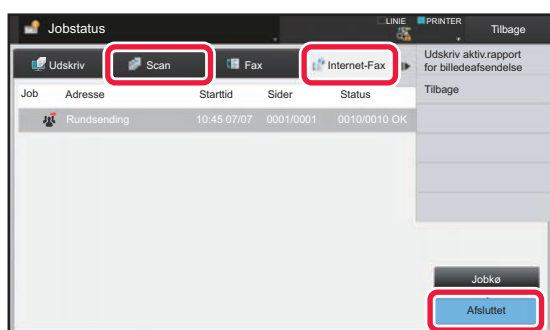 Jobstatus
LINIE
PRINTER
Tilbage
Udskriv
Scan
Fax
Internet-Fax
Udskriv aktiv.rapport
for billedeafsendelse
Tilbage
Job Adresse Starttid Sider Status
Rundsending 10:45 07/07 0001/0001 0010/0010 OK
Jobkø
Afsluttet